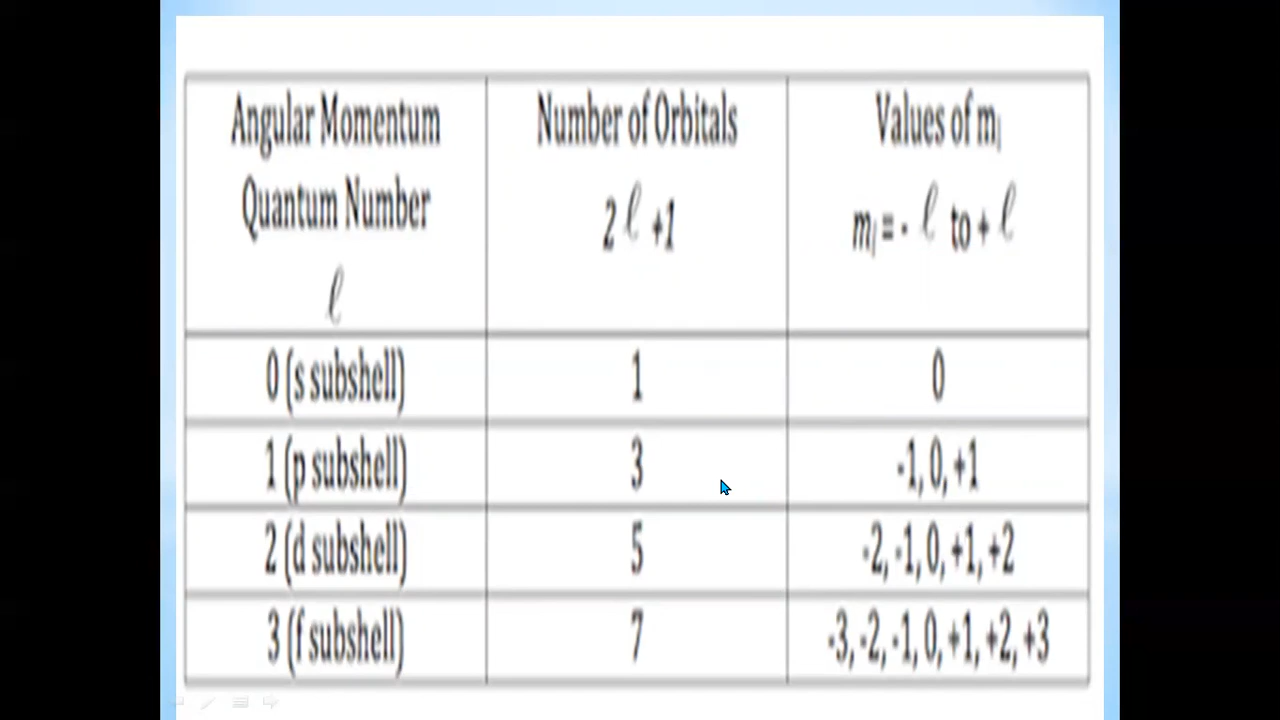 Angular Momentum
Quantum Number
ℓ
Number of Orbitals
2 ℓ +1
Values of ml
ml = - ℓ to + ℓ
0 (s subshell) 1 0
1 (p subshell) 3 -1, 0, +1
2 (d subshell) 5 -2, -1, 0, +1, +2
3 (f subshell) 7 -3, -2, -1, 0, +1, +2, +3